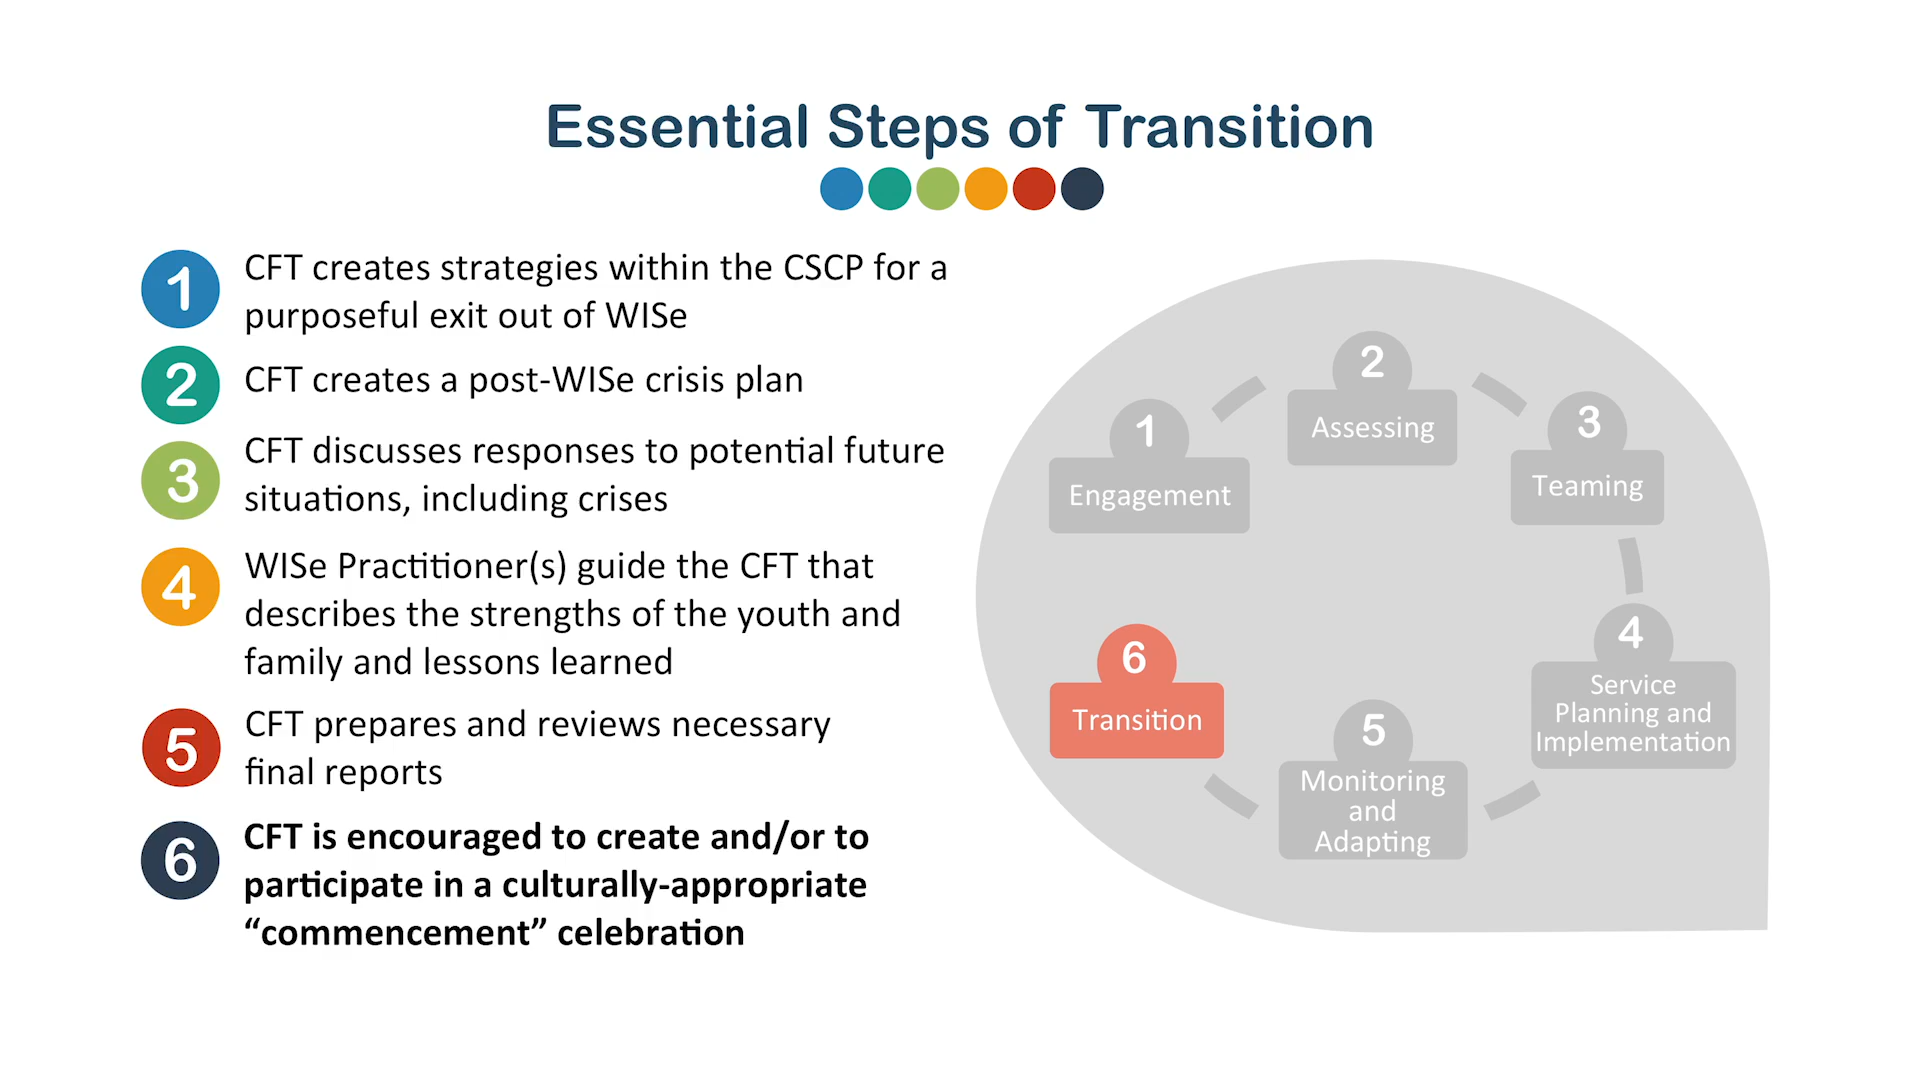 Essential Steps of Transition
1
CFT creates strategies within the CSCP for a
purposeful exit out of WISe
2
CFT creates a post-WISe crisis plan
3
CFT discusses responses to potential future
situations, including crises
4
WISe Practitioner(s) guide the CFT that
describes the strengths of the youth and
family and lessons learned
5
CFT prepares and reviews necessary
final reports
6
CFT is encouraged to create and/or to
participate in a culturally-appropriate
“commencement” celebration
1
Engagement
2
Assessing
3
Teaming
4
Service
Planning and
Implementation
5
Monitoring
and
Adapting
6
Transition